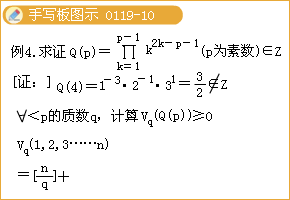 手写板图示 0119-10
例4.求证Q(p)=∏_{k=1}^{p-1} k^{2k-p-1}(p为素数)∈Z
[证:] Q(4)=1^{-3}·2^{-1}·3^{1}=3/2∉Z
∀<p的质数q,计算V_q(Q(p))≥0
V_q(1,2,3……n)
=[n/q]+